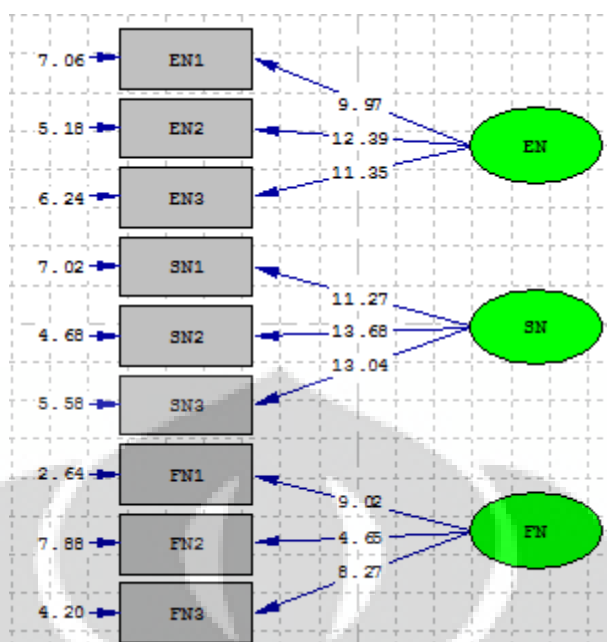 7.06 EN1
9.97
5.18 EN2 12.39 EN
6.24 EN3 11.35
7.02 SN1
11.27
4.68 SN2 13.68 SN
5.58 SN3 13.04
2.64 FN1
9.02
7.88 FN2 4.65 FN
8.27
4.20 FN3